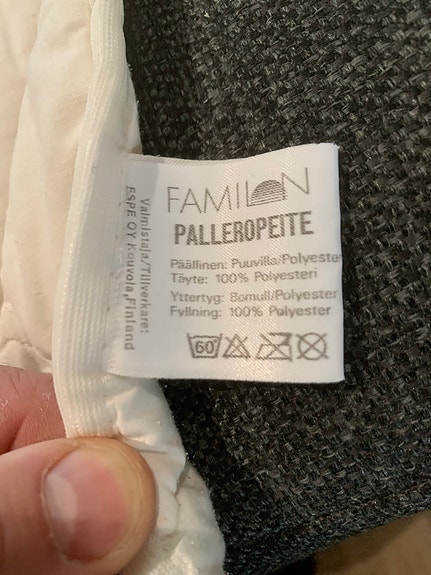 FAMILON
PALLEROPEITE
Päällinen: Puuvilla/Polyester
Täyte: 100% Polyesteri
Yttertyg: Bomull/Polyester
Fyllning: 100% Polyester
60
Valmistaja/Tillverkare:
ESPE OY Kouvola, Finland